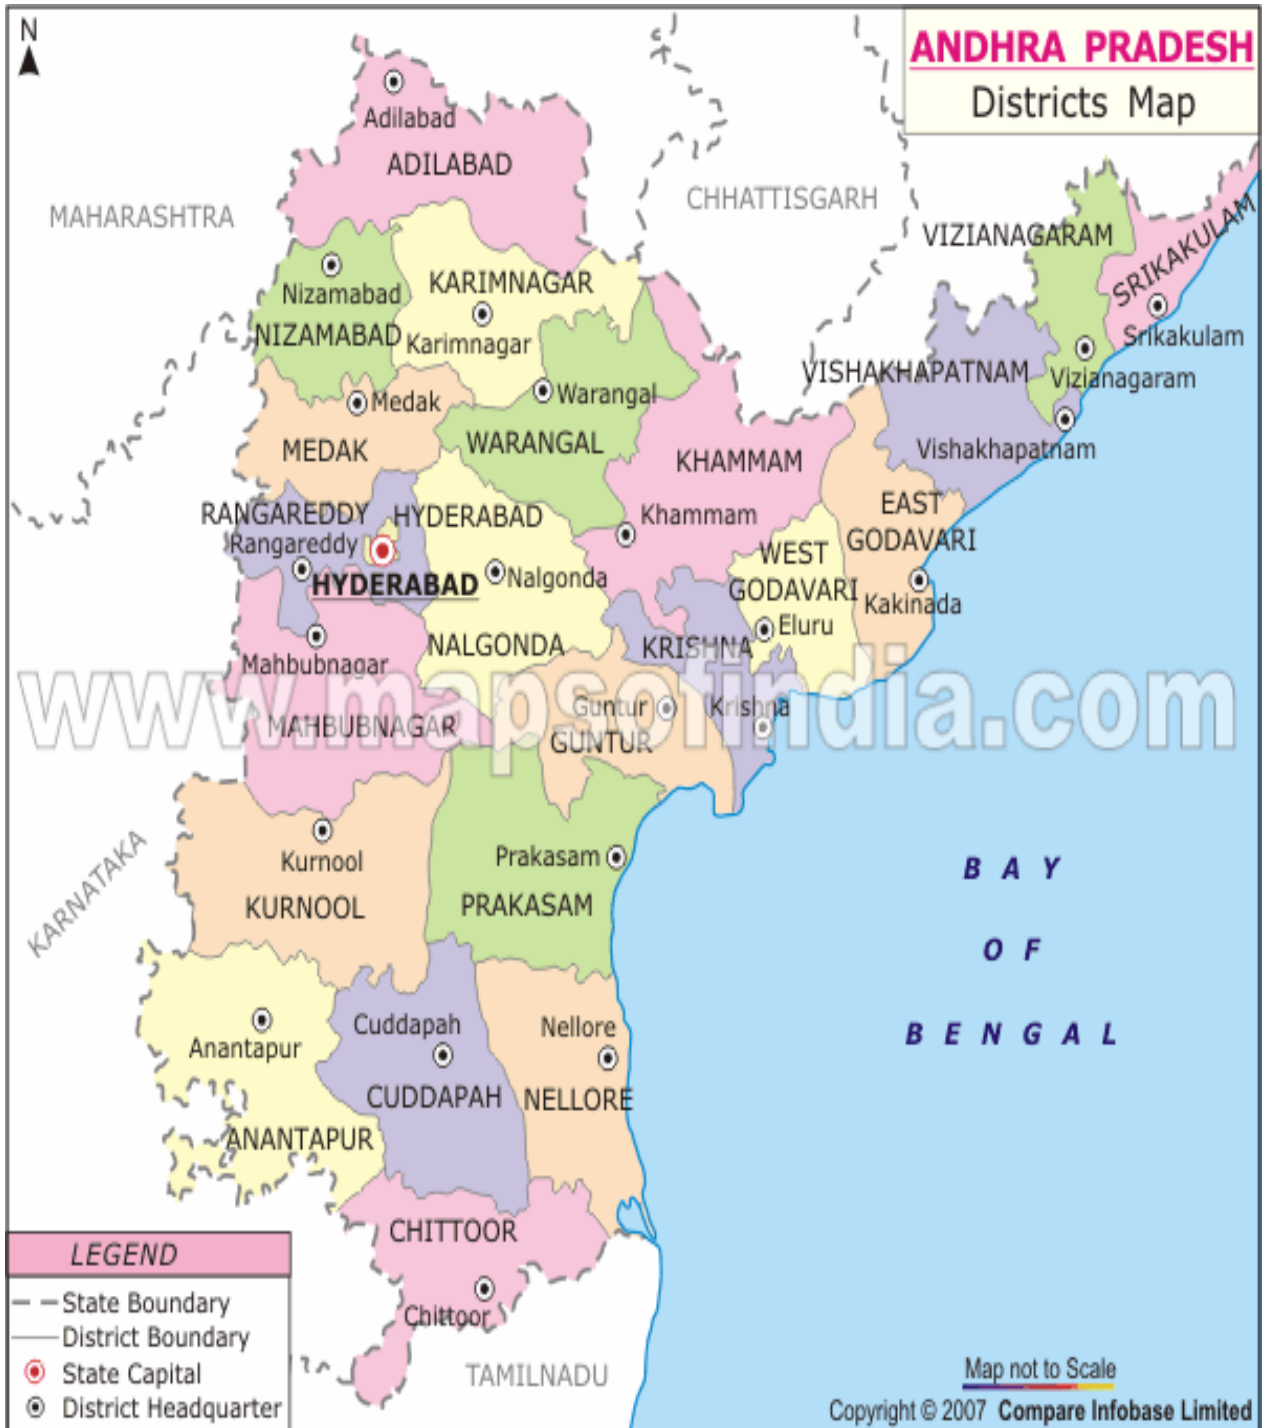 N
ANDHRA PRADESH
Districts Map
Adilabad
ADILABAD
MAHARASHTRA
CHHATTISGARH
VIZIANAGARAM
SRIKAKULAM
Srikakulam
Nizamabad
NIZAMABAD
KARIMNAGAR
Karimnagar
VISHAKHAPATNAM
Vizianagaram
Vishakhapatnam
Medak
MEDAK
Warangal
WARANGAL
KHAMMAM
Khammam
RANGAREDDY
Rangareddy
HYDERABAD
HYDERABAD
EAST
GODAVARI
Kakinada
WEST
GODAVARI
Eluru
Nalgonda
NALGONDA
KRISHNA
Krishna
Mahbubnagar
MAHBUBNAGAR
Guntur
GUNTUR
www.mapsofindia.com
Kurnool
KURNOOL
Prakasam
PRAKASAM
KARNATAKA
BAY
OF
BENGAL
Anantapur
ANANTAPUR
Cuddapah
CUDDAPAH
Nellore
NELLORE
CHITTOOR
Chittoor
TAMILNADU
LEGEND
State Boundary
District Boundary
State Capital
District Headquarter
Map not to Scale
Copyright © 2007 Compare Infobase Limited